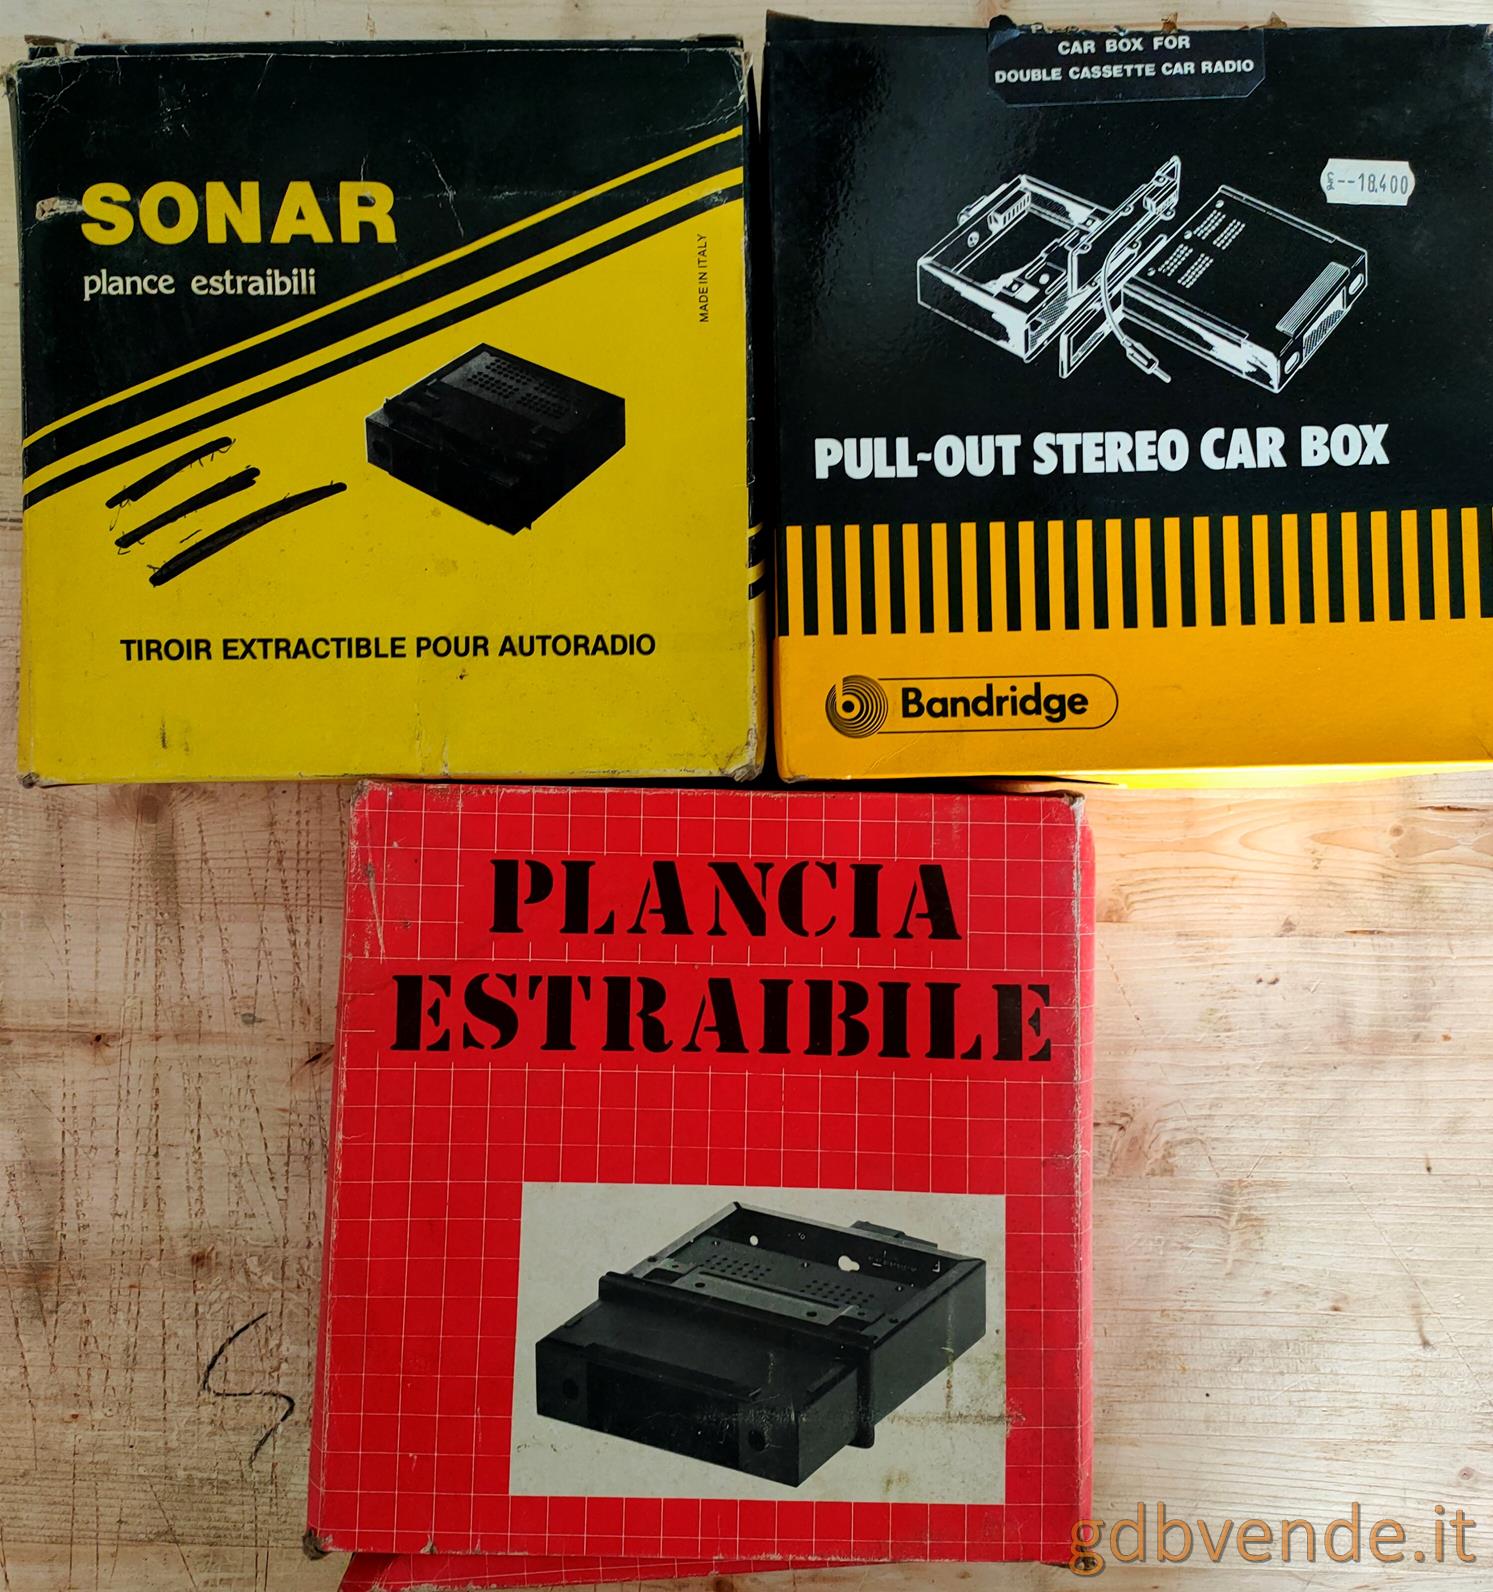 SONAR
plance estraibili
MADE IN ITALY
TIROIR EXTRACTIBLE POUR AUTORADIO
CAR BOX FOR
DOUBLE CASSETTE CAR RADIO
--18.400
PULL-OUT STEREO CAR BOX
Bandridge
PLANCIA
ESTRAIBILE
gdbvende.it